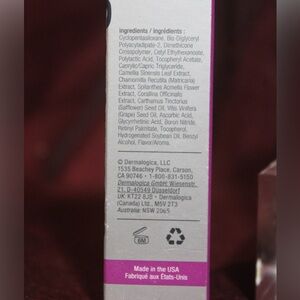 Ingredients / Ingrédients :
Cyclopentasiloxane, Bis-Diglyceryl
Polyacyladipate-2, Dimethicone
Crosspolymer, Cetyl Ethylhexanoate,
Polylactic Acid, Tocopheryl Acetate,
Caprylic/Capric Triglyceride,
Camellia Sinensis Leaf Extract,
Chamomilla Recutita (Matricaria)
Extract, Spilanthes Acmella Flower
Extract, Corallina Officinalis
Extract, Carthamus Tinctorius
(Safflower) Seed Oil, Vitis Vinifera
(Grape) Seed Oil, Ascorbic Acid,
Glycyrrhetinic Acid, Boron Nitride,
Retinyl Palmitate, Tocopherol,
Hydrogenated Soybean Oil, Benzyl
Alcohol, Flavor/Aroma.
© Dermalogica, LLC
1535 Beachey Place, Carson,
CA 90746 • 1-800-831-5150
Dermalogica GmbH, Wiesenstr.
21, D-40549 Düsseldorf
UK: KT22 8JB • Dermalogica
(Canada) Ltd., M5V 2T3
Australia: NSW 2065
6M
Made in the USA
Fabriqué aux États-Unis